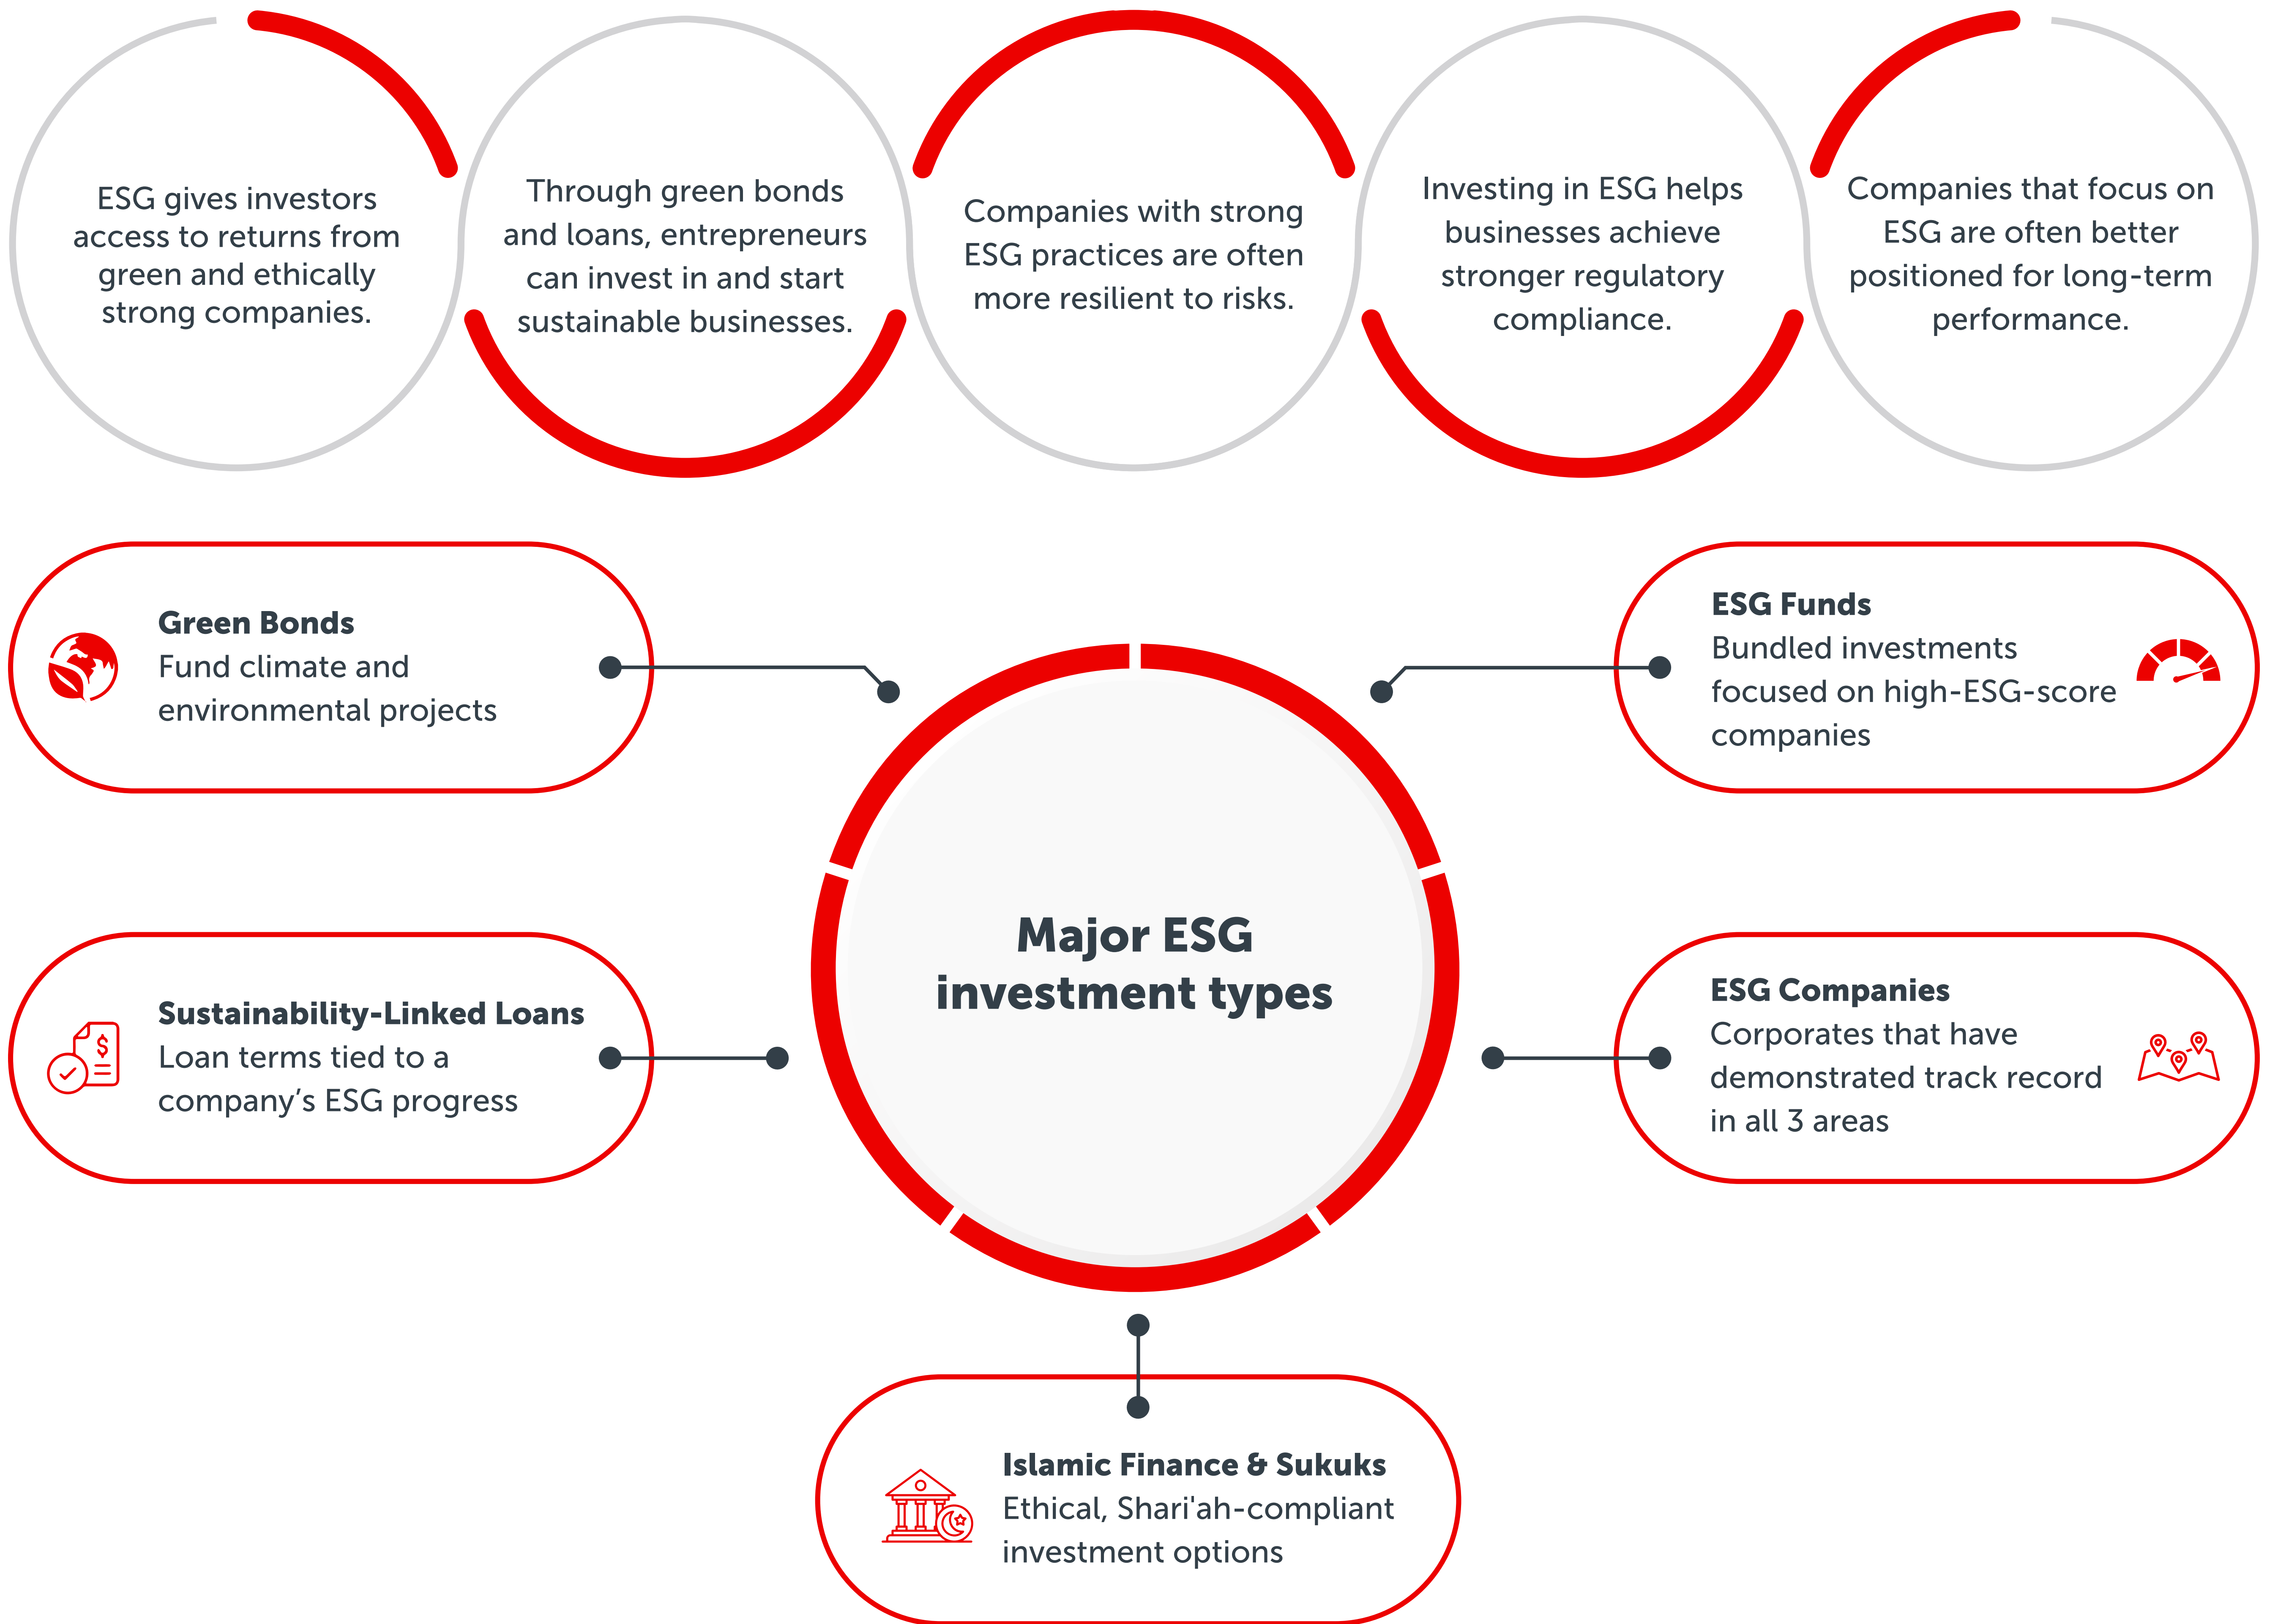 ESG gives investors
access to returns from
green and ethically
strong companies.
Through green bonds
and loans, entrepreneurs
can invest in and start
sustainable businesses.
Companies with strong
ESG practices are often
more resilient to risks.
Investing in ESG helps
businesses achieve
stronger regulatory
compliance.
Companies that focus on
ESG are often better
positioned for long-term
performance.
Green Bonds
Fund climate and
environmental projects
ESG Funds
Bundled investments
focused on high-ESG-score
companies
Major ESG
investment types
Sustainability-Linked Loans
Loan terms tied to a
company’s ESG progress
ESG Companies
Corporates that have
demonstrated track record
in all 3 areas
Islamic Finance & Sukuks
Ethical, Shari'ah-compliant
investment options